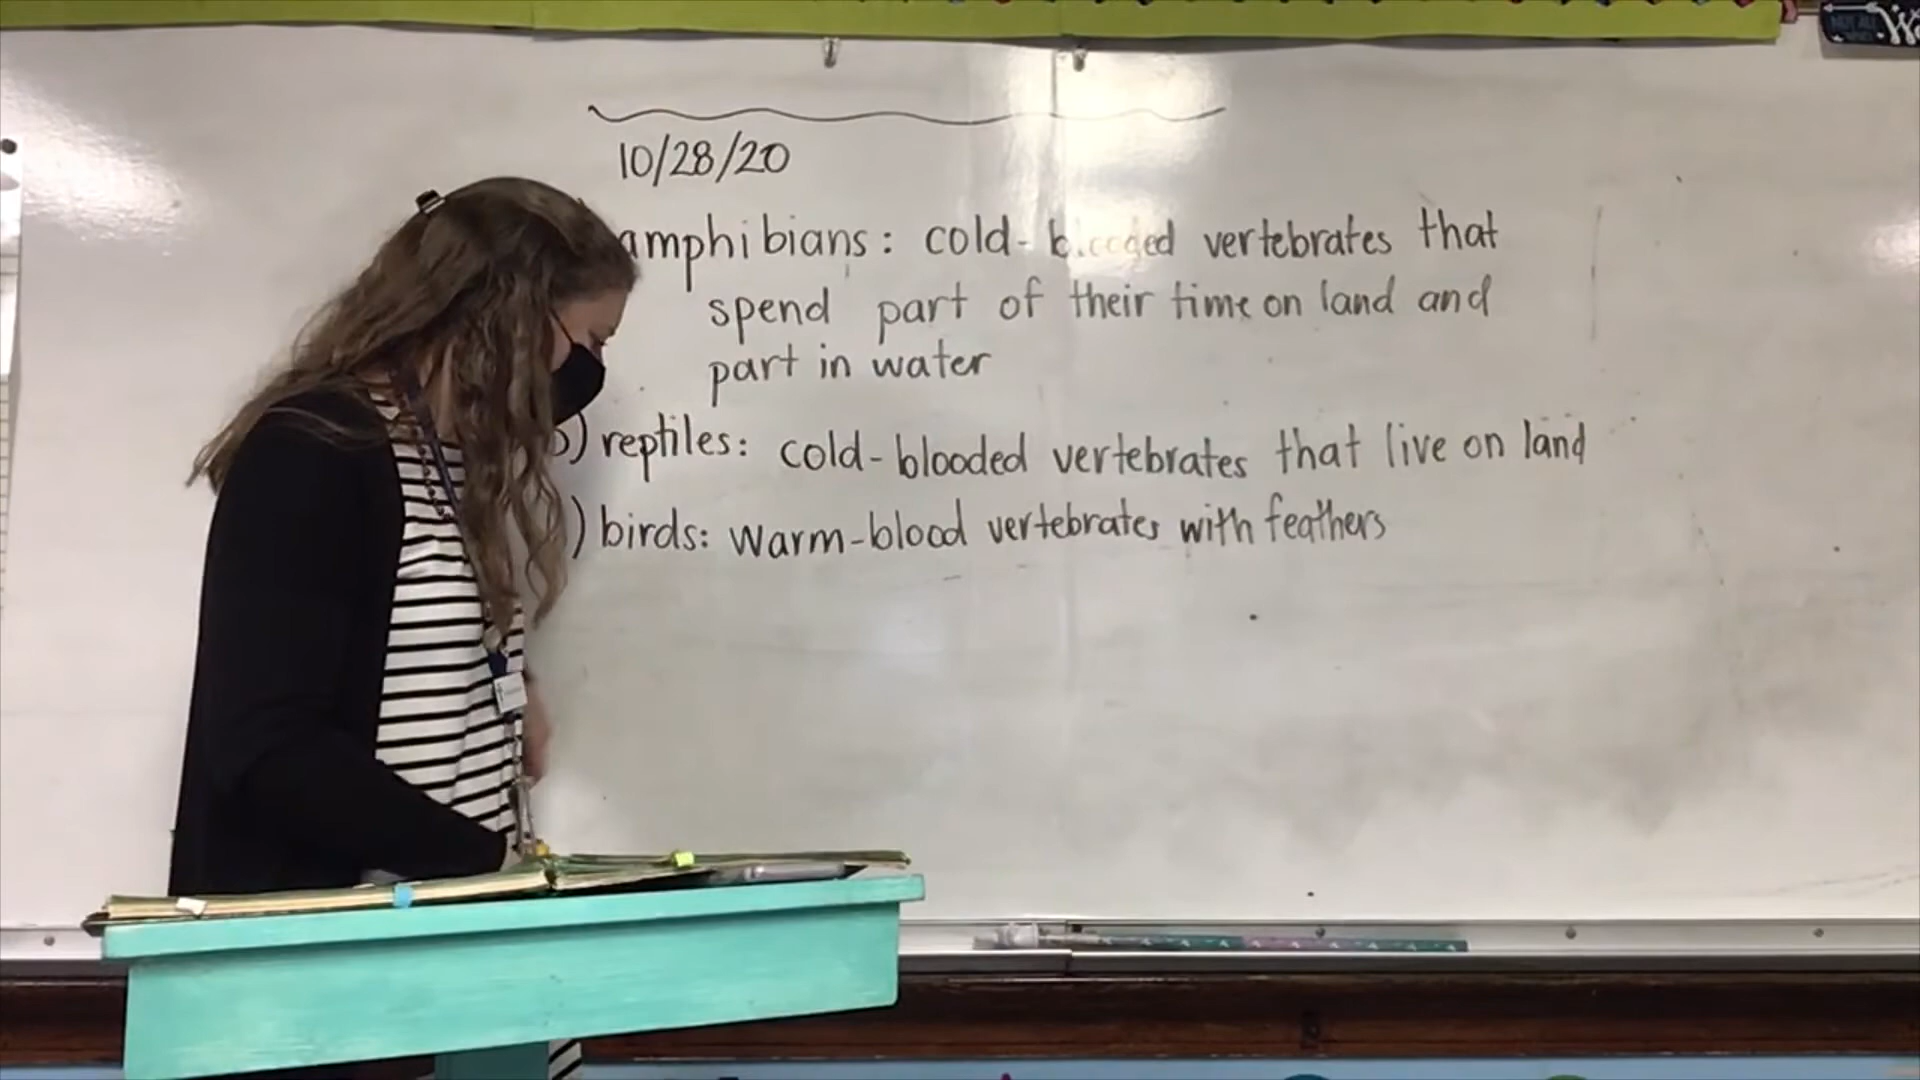 10/28/20
amphibians: cold-blooded vertebrates that
spend part of their time on land and
part in water
) reptiles: cold-blooded vertebrates that live on land
) birds: warm-blood vertebrates with feathers